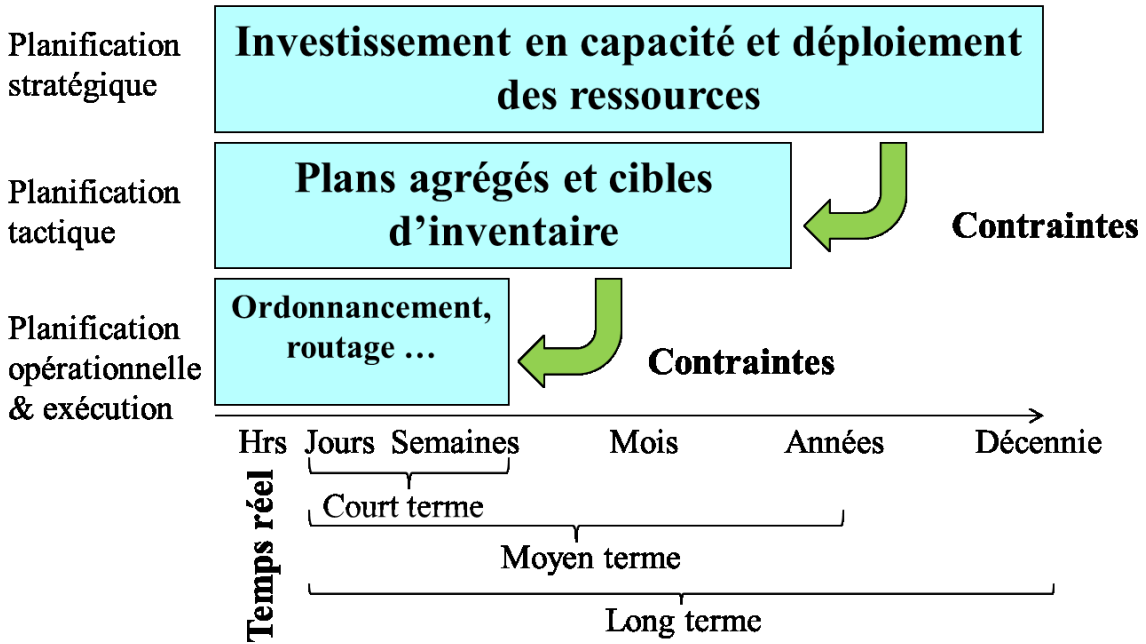 Planification
stratégique
Investissement en capacité et déploiement
des ressources
Planification
tactique
Plans agrégés et cibles
d’inventaire
Contraintes
Planification
opérationnelle
& exécution
Ordonnancement,
routage …
Contraintes
Hrs Jours Semaines Mois Années Décennie
Temps réel
Court terme
Moyen terme
Long terme